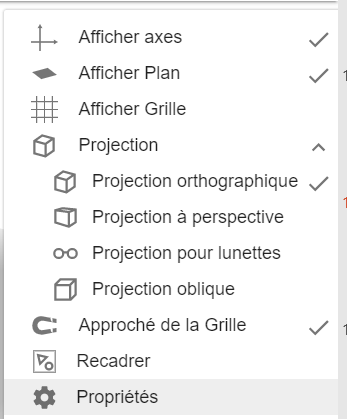 Afficher axes
Afficher Plan
Afficher Grille
Projection
Projection orthographique
Projection à perspective
Projection pour lunettes
Projection oblique
Approché de la Grille
Recadrer
Propriétés